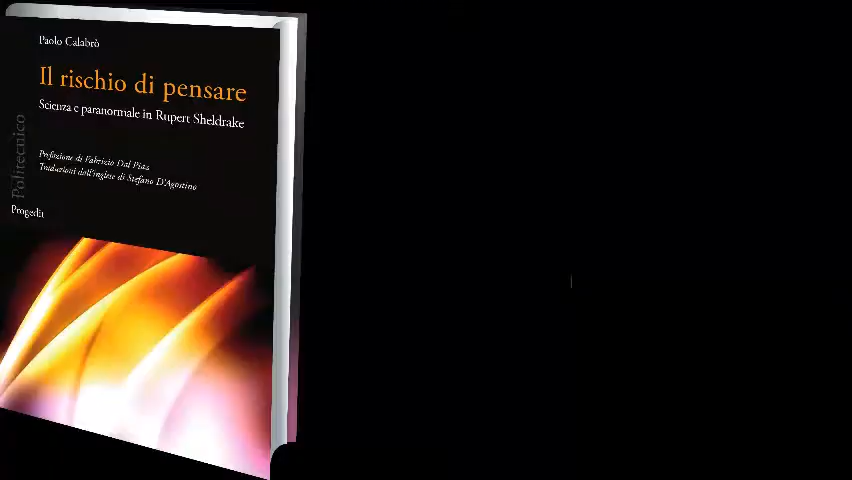 Paolo Calabrò
Il rischio di pensare
Scienza e paranormale in Rupert Sheldrake
Prefazione di Fabrizio Dal Pias
Traduzioni dall'inglese di Stefano D'Agostino
Politecnico
Progedit